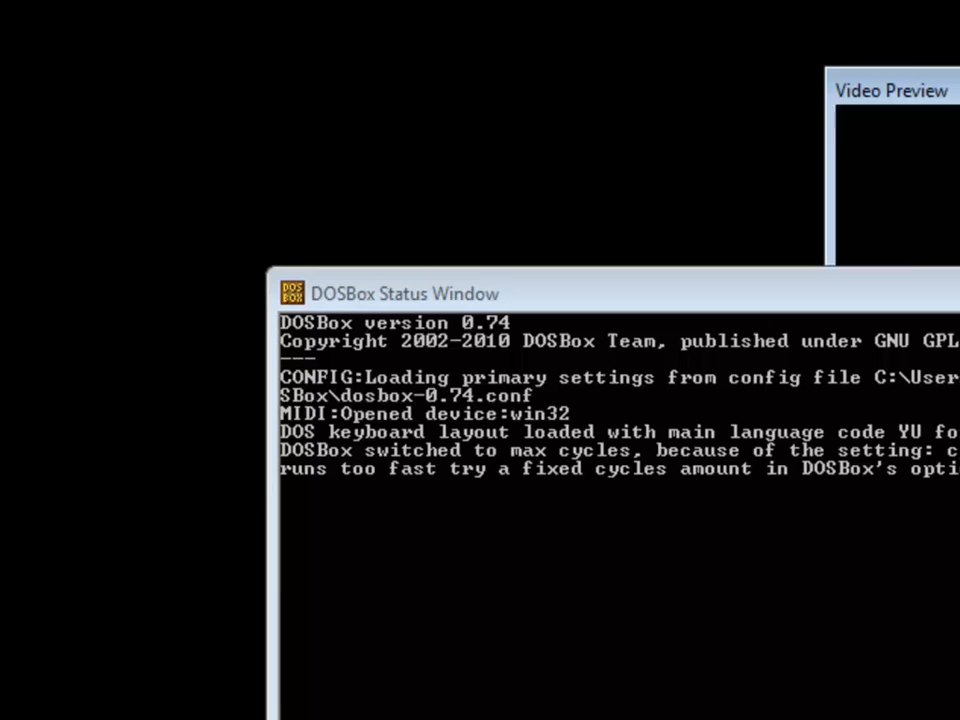 Video Preview
DOS
BOX
DOSBox Status Window
DOSBox version 0.74
Copyright 2002-2010 DOSBox Team, published under GNU GPL
---
CONFIG:Loading primary settings from config file C:\User
SBox\dosbox-0.74.conf
MIDI:Opened device:win32
DOS keyboard layout loaded with main language code YU fo
DOSBox switched to max cycles, because of the setting: c
runs too fast try a fixed cycles amount in DOSBox's opti